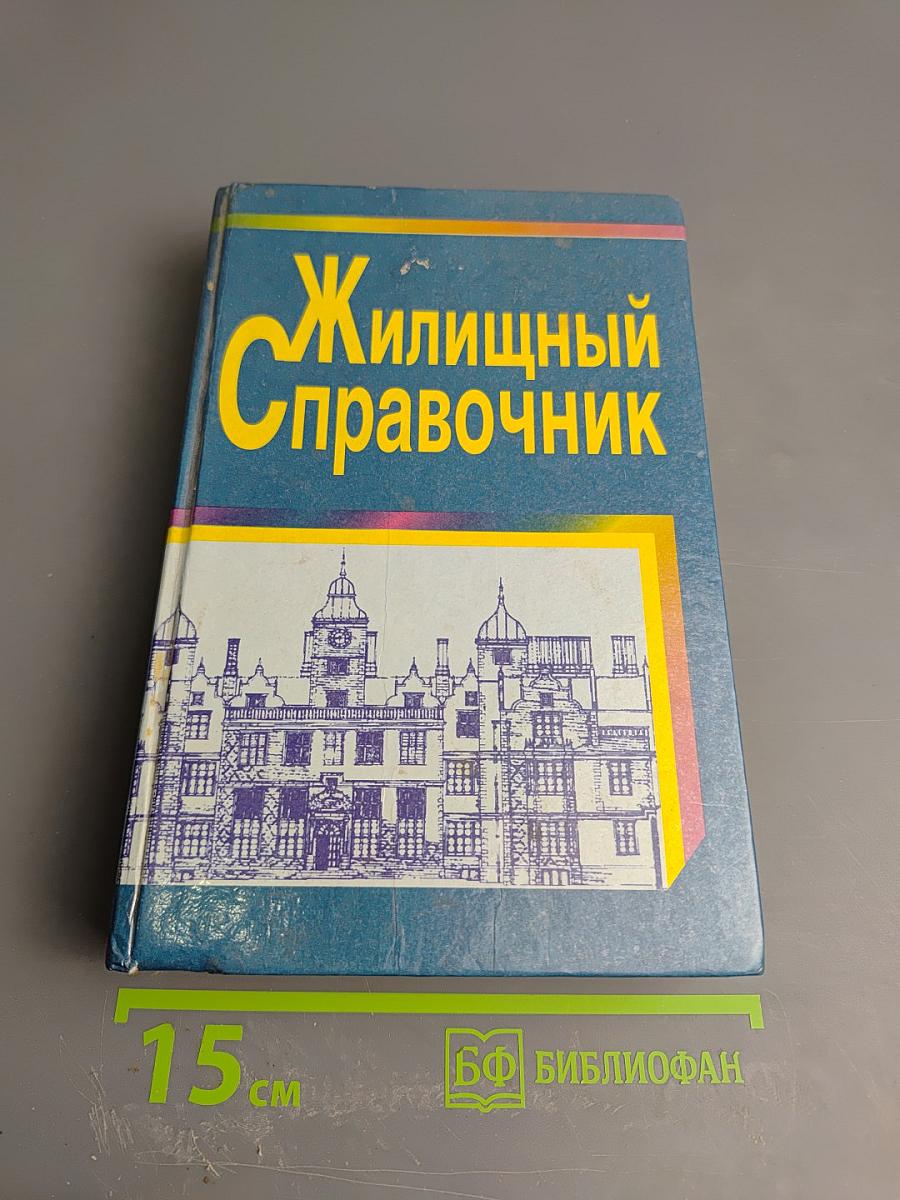 Жилищный
Справочник
15 см
БФ БИБЛИОФАН